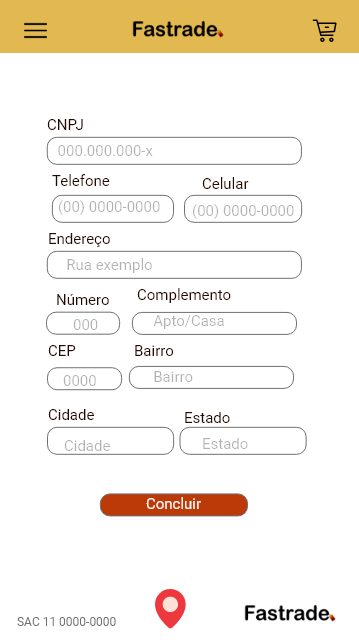 Fastrade.
CNPJ
000.000.000-x
Telefone Celular
(00) 0000-0000 (00) 0000-0000
Endereço
Rua exemplo
Número Complemento
000 Apto/Casa
CEP Bairro
0000 Bairro
Cidade Estado
Cidade Estado
Concluir
SAC 11 0000-0000 Fastrade.